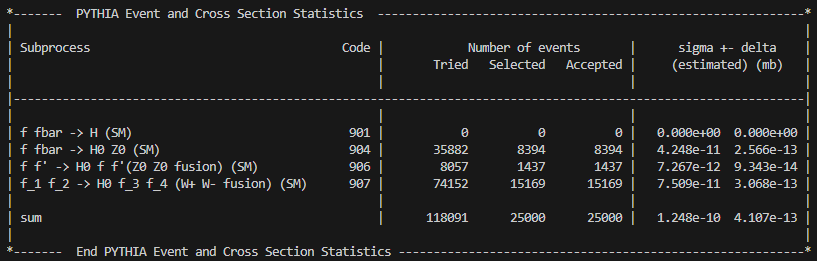 *-------  PYTHIA Event and Cross Section Statistics  -------------------------------------------------------------*
|                                                                                                                 |
| Subprocess                                    Code |            Number of events       |      sigma +- delta    |
|                                                    |       Tried   Selected   Accepted |     (estimated) (mb)   |
|                                                    |                                   |                        |
|-----------------------------------------------------------------------------------------------------------------|
|                                                    |                                   |                        |
| f fbar -> H (SM)                               901 |           0          0          0 |   0.000e+00  0.000e+00 |
| f fbar -> H0 Z0 (SM)                           904 |       35882       8394       8394 |   4.248e-11  2.566e-13 |
| f f' -> H0 f f'(Z0 Z0 fusion) (SM)             906 |        8057       1437       1437 |   7.267e-12  9.343e-14 |
| f_1 f_2 -> H0 f_3 f_4 (W+ W- fusion) (SM)      907 |       74152      15169      15169 |   7.509e-11  3.068e-13 |
|                                                    |                                   |                        |
| sum                                                |      118091      25000      25000 |   1.248e-10  4.107e-13 |
|                                                                                                                 |
*-------  End PYTHIA Event and Cross Section Statistics ----------------------------------------------------------*